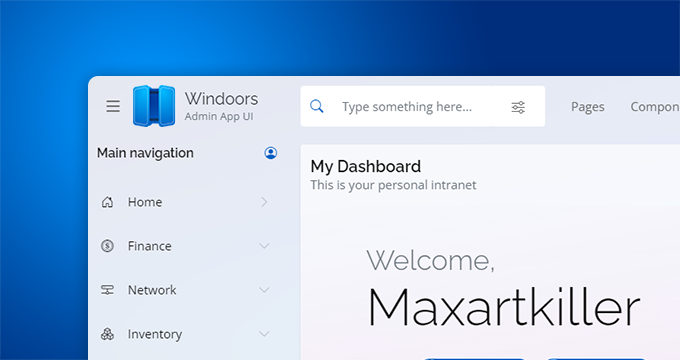 Windoors
Admin App UI
Type something here...
Pages
Compon
Main navigation
My Dashboard
This is your personal intranet
Home
Finance
Network
Inventory
Welcome,
Maxartkiller